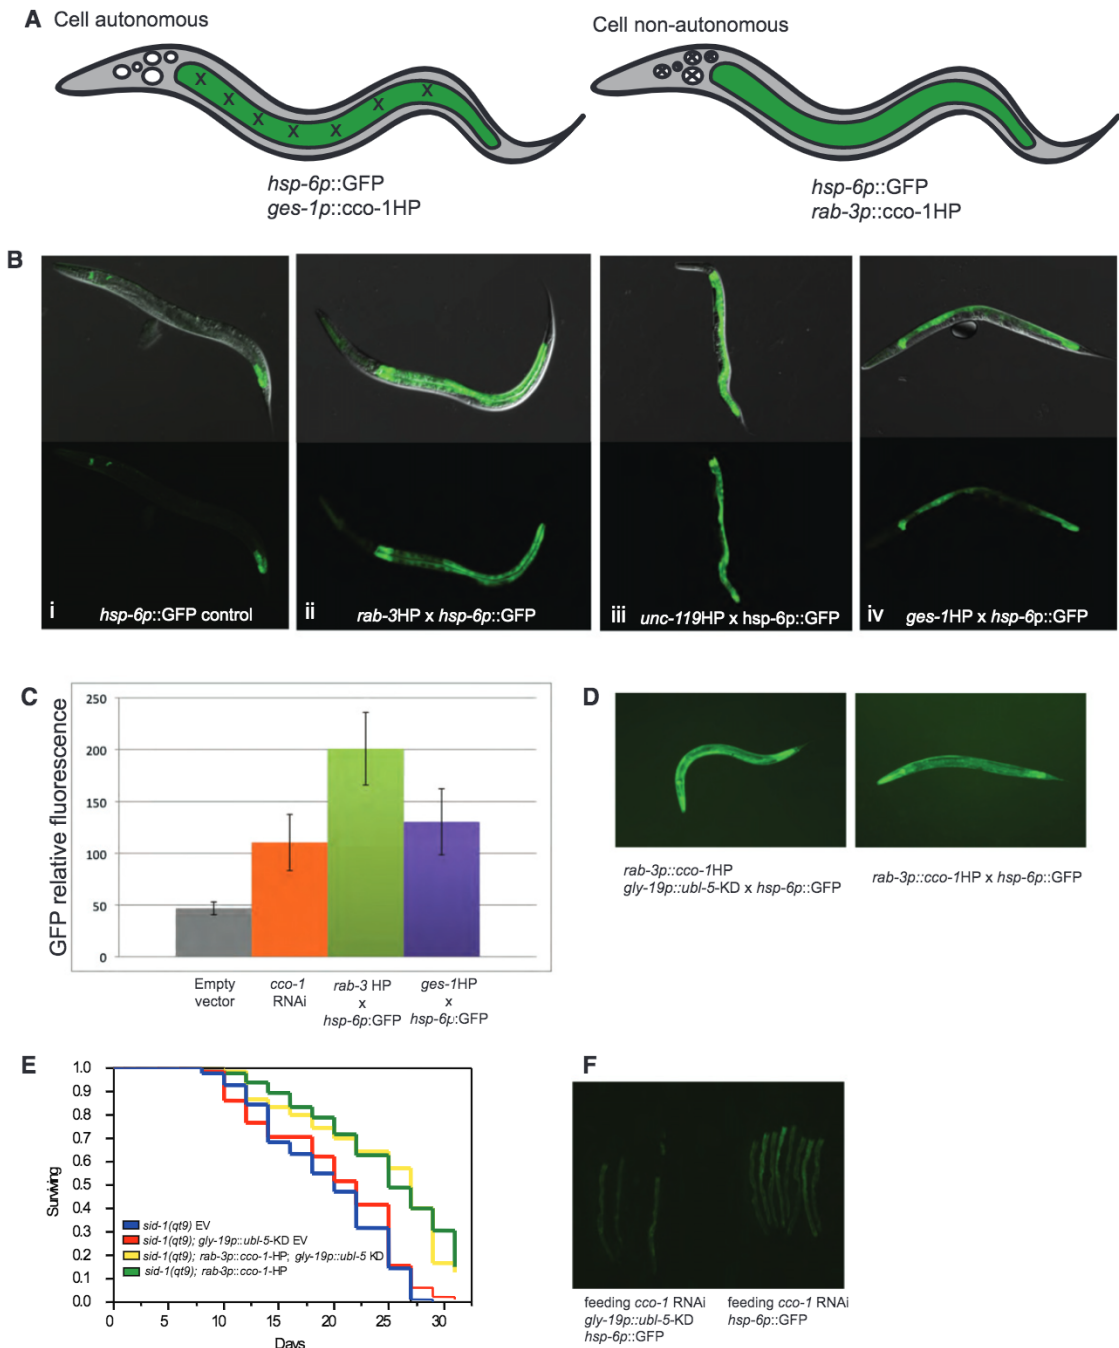 A Cell autonomous
Cell non-autonomous
X X X X X X X
hsp-6p::GFP
ges-1p::cco-1HP
hsp-6p::GFP
rab-3p::cco-1HP
B
i hsp-6p::GFP control
ii rab-3HP x hsp-6p::GFP
iii unc-119HP x hsp-6p::GFP
iv ges-1HP x hsp-6p::GFP
C
GFP relative fluorescence
250
200
150
100
50
0
Empty
vector
cco-1
RNAi
rab-3 HP
x
hsp-6p:GFP
ges-1HP
x
hsp-6p:GFP
D
rab-3p::cco-1HP
gly-19p::ubl-5-KD x hsp-6p::GFP
rab-3p::cco-1HP x hsp-6p::GFP
E
Surviving
1.0
0.9
0.8
0.7
0.6
0.5
0.4
0.3
0.2
0.1
0.0
sid-1(qt9) EV
sid-1(qt9); gly-19p::ubl-5-KD EV
sid-1(qt9); rab-3p::cco-1-HP; gly-19p::ubl-5 KD
sid-1(qt9); rab-3p::cco-1-HP
0 5 10 15 20 25 30
Days
F
feeding cco-1 RNAi
gly-19p::ubl-5-KD
hsp-6p::GFP
feeding cco-1 RNAi
hsp-6p::GFP